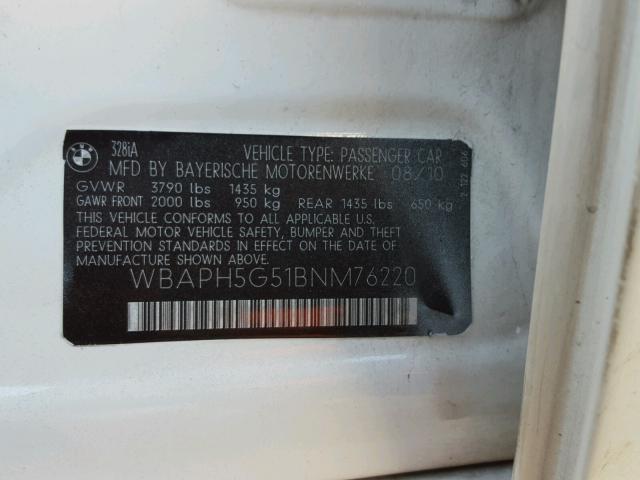 328iA VEHICLE TYPE: PASSENGER CAR
MFD BY BAYERISCHE MOTORENWERKE 08/10
GVWR 3790 lbs 1435 kg
GAWR FRONT 2000 lbs 950 kg REAR 1435 lbs 650 kg
THIS VEHICLE CONFORMS TO ALL APPLICABLE U.S.
FEDERAL MOTOR VEHICLE SAFETY, BUMPER AND THEFT
PREVENTION STANDARDS IN EFFECT ON THE DATE OF
MANUFACTURE SHOWN ABOVE.
WBAPH5G51BNM76220